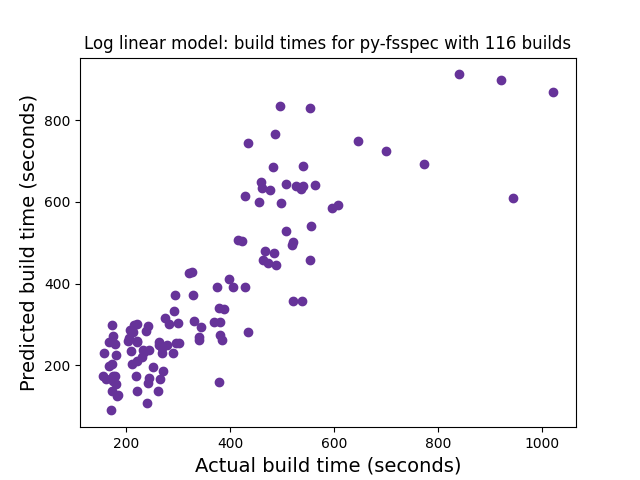 Log linear model: build times for py-fsspec with 116 builds
Predicted build time (seconds)
800
600
400
200
200 400 600 800 1000
Actual build time (seconds)